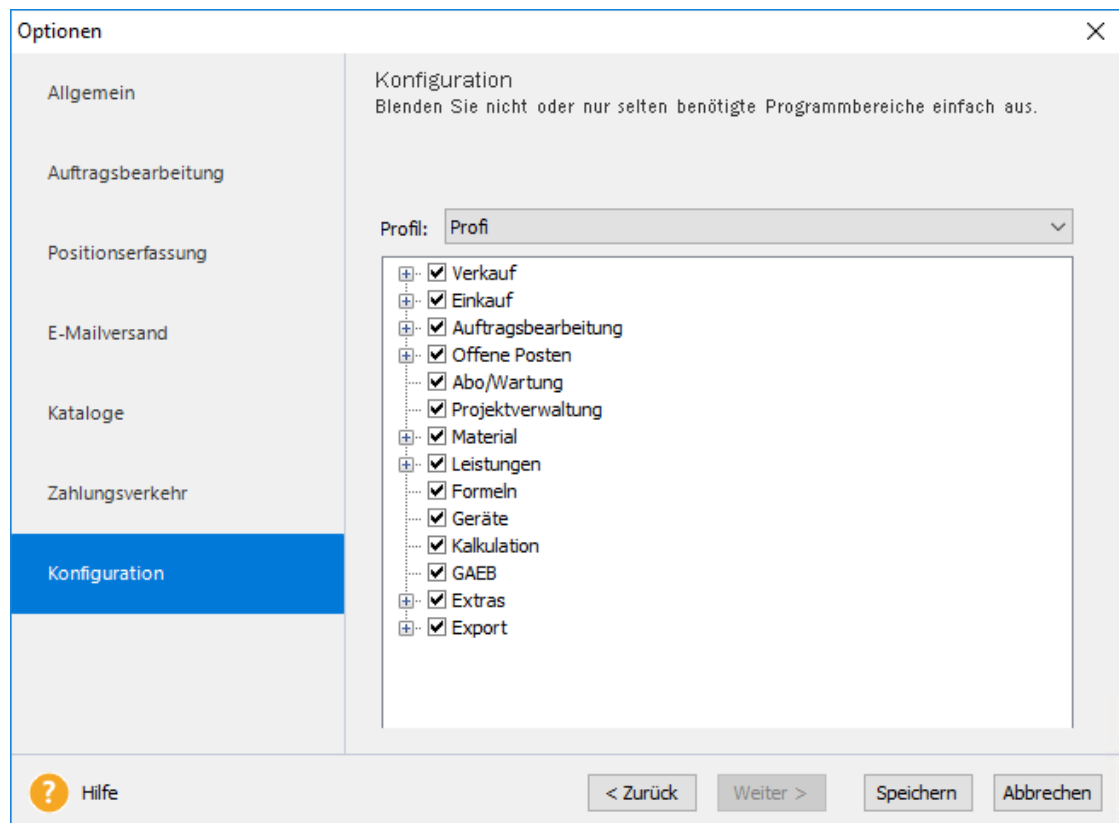 Optionen
Allgemein
Auftragsbearbeitung
Positionserfassung
E-Mailversand
Kataloge
Zahlungsverkehr
Konfiguration
Konfiguration
Blenden Sie nicht oder nur selten benötigte Programmbereiche einfach aus.
Profil: Profi
Verkauf
Einkauf
Auftragsbearbeitung
Offene Posten
Abo/Wartung
Projektverwaltung
Material
Leistungen
Formeln
Geräte
Kalkulation
GAEB
Extras
Export
? Hilfe
< Zurück
Weiter >
Speichern
Abbrechen